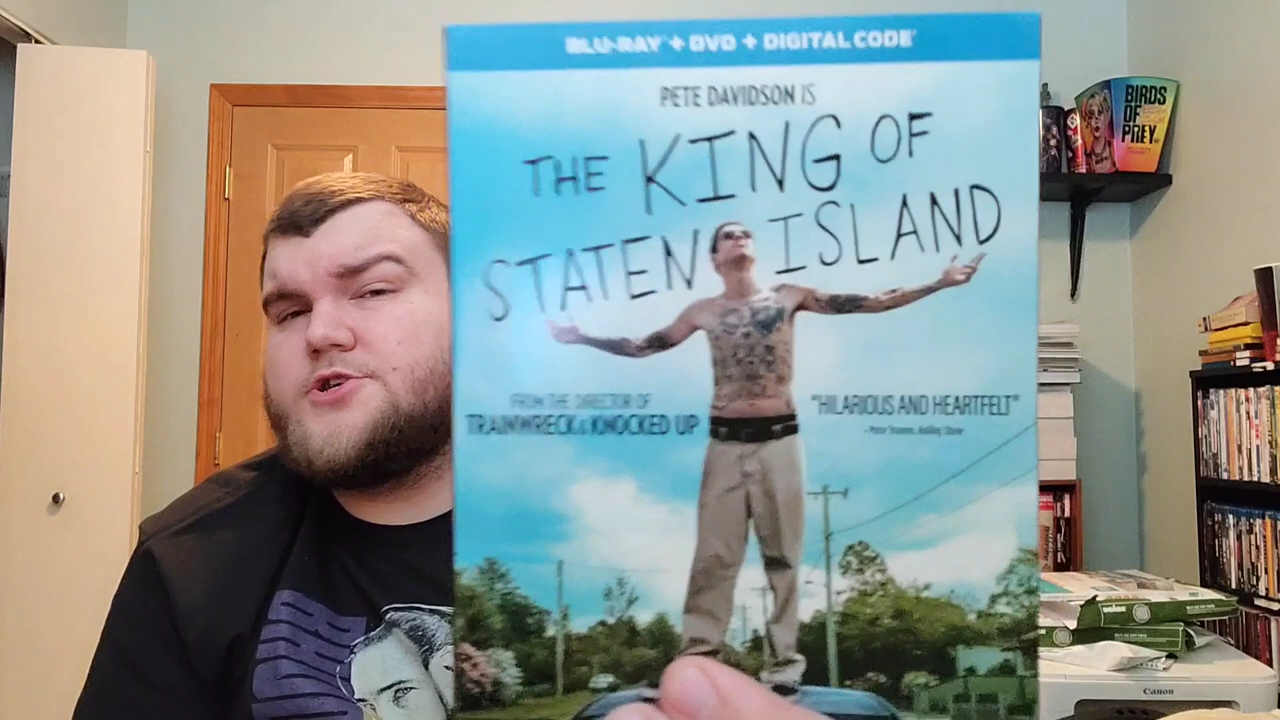 BLU-RAY + DVD + DIGITAL CODE
PETE DAVIDSON IS
THE KING OF
STATEN ISLAND
FROM THE DIRECTOR OF
TRAINWRECK & KNOCKED UP
"HILARIOUS AND HEARTFELT"
BIRDS
OF
PREY
Canon